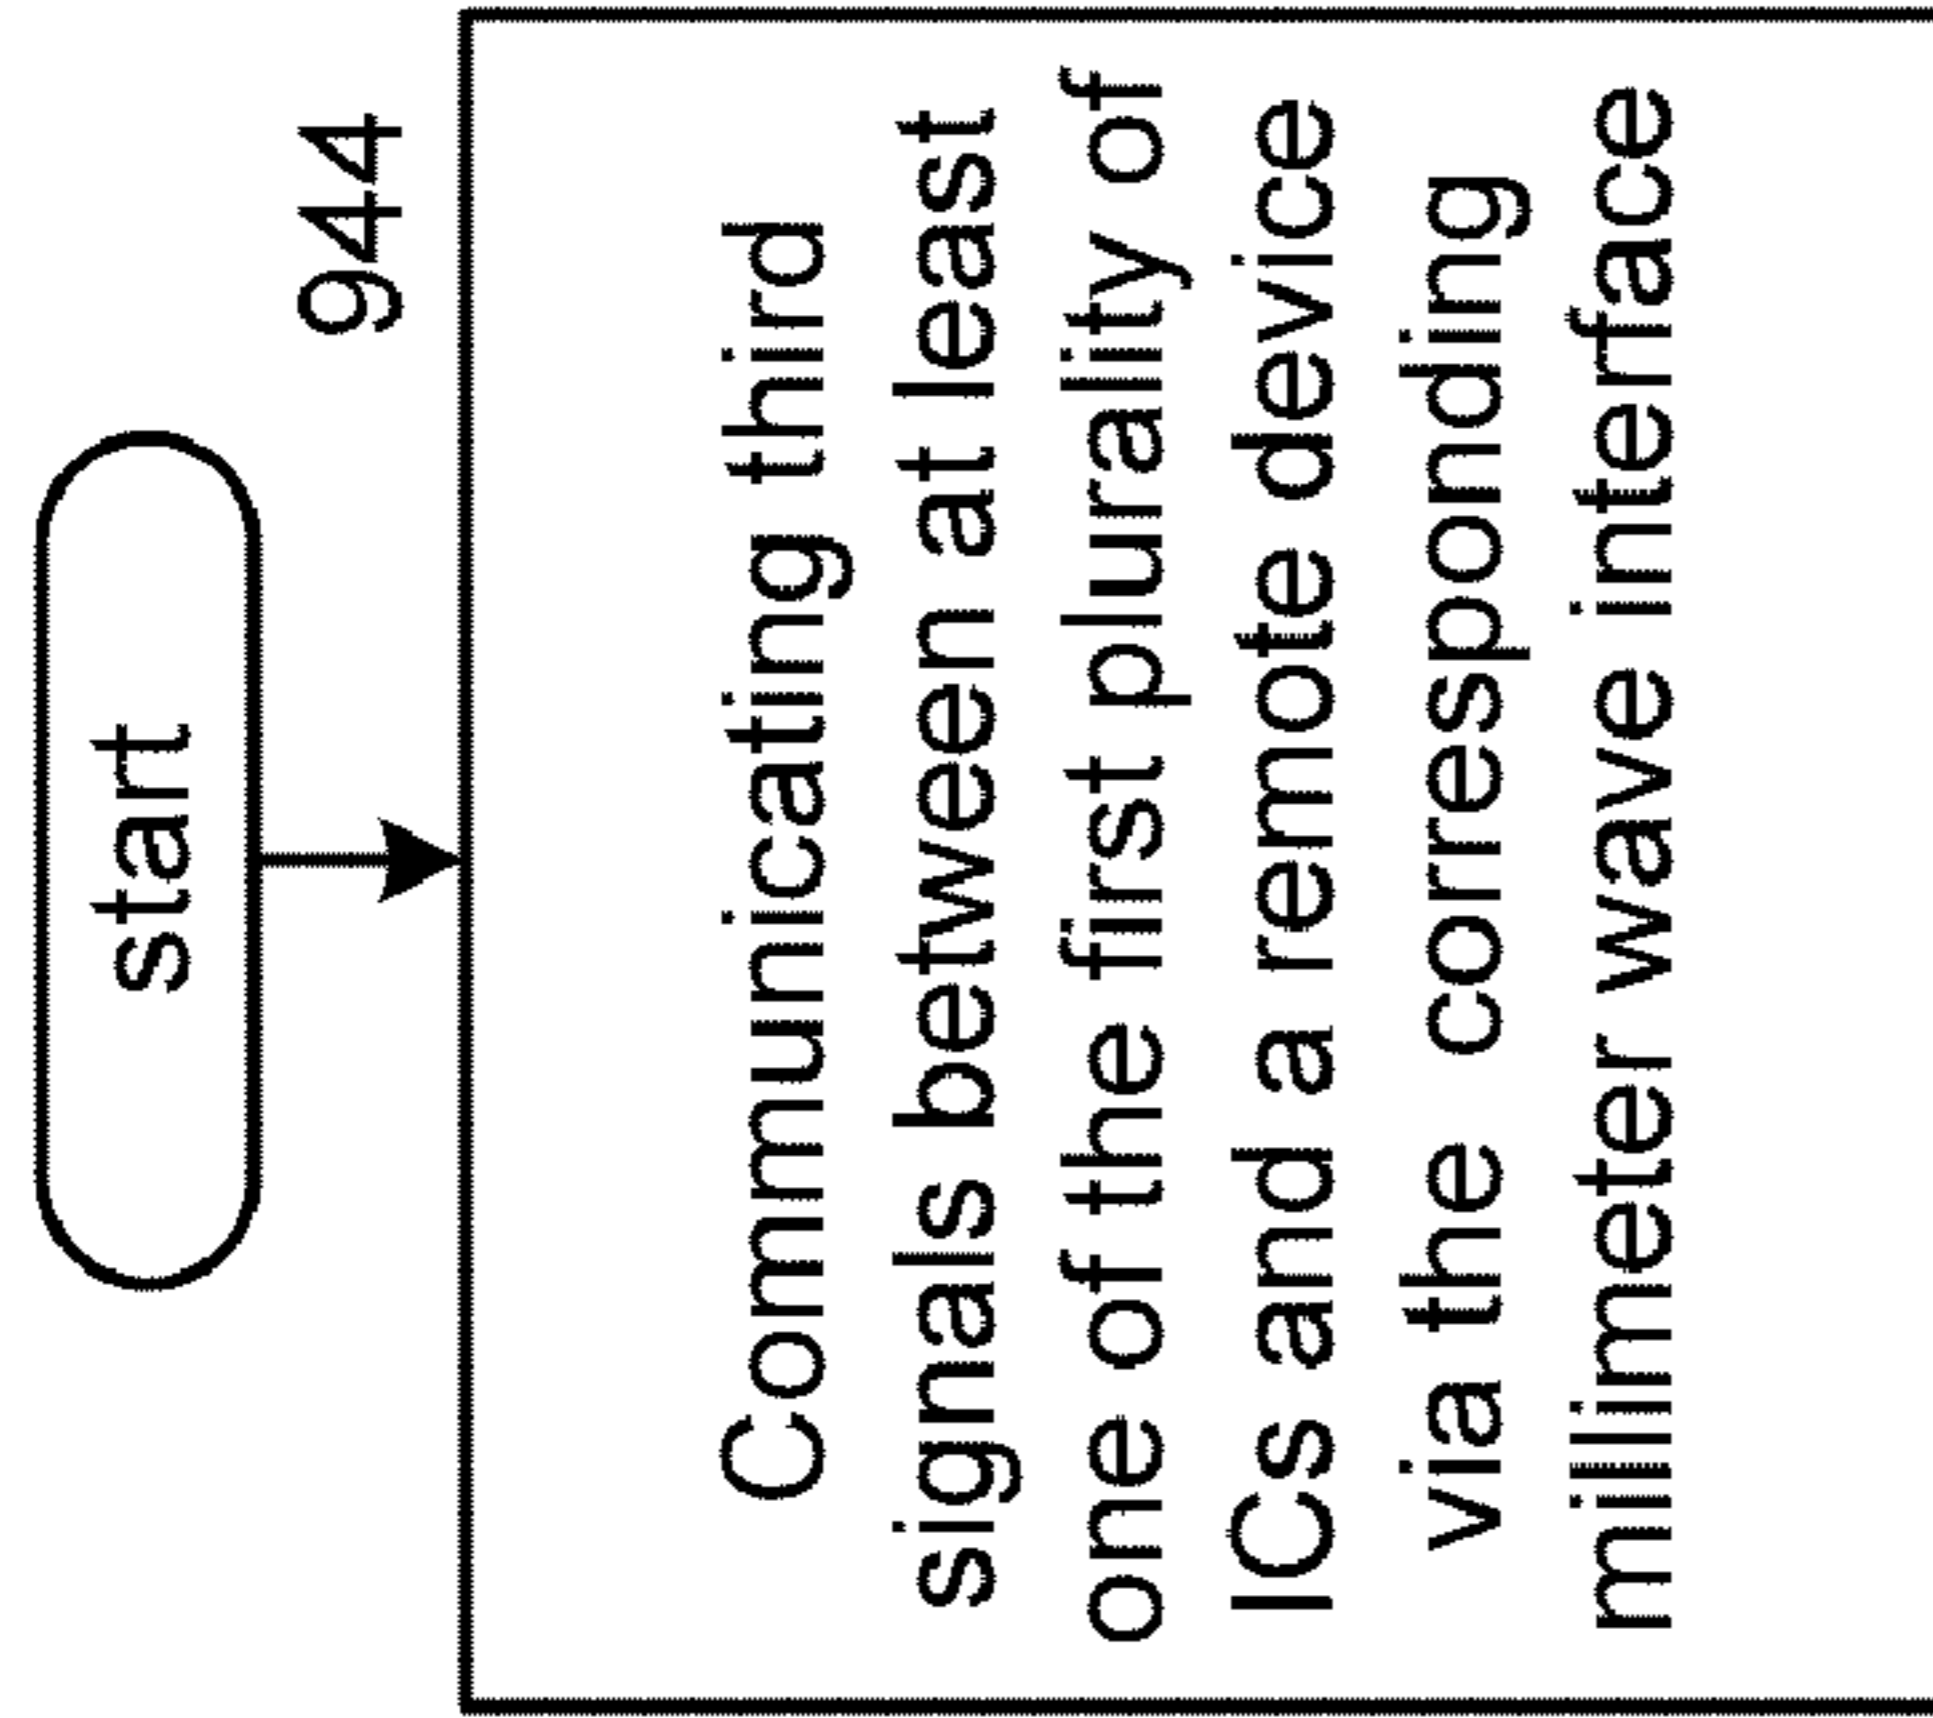 start
944
Communicating third
signals between at least
one of the first plurality of
ICs and a remote device
via the corresponding
millimeter wave interface